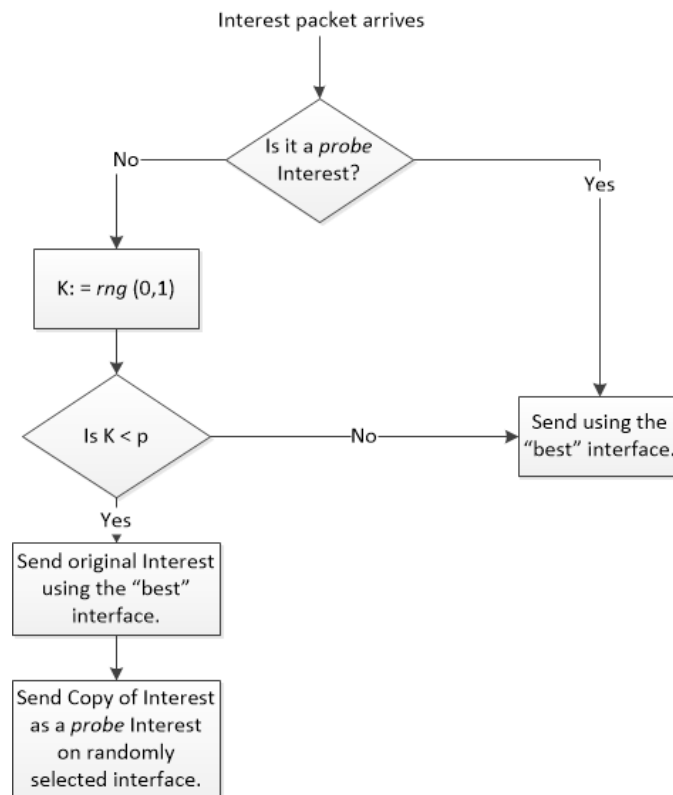 Interest packet arrives
Is it a probe
Interest?
No
Yes
K: = rng (0,1)
Is K < p
No
Send using the
“best” interface.
Yes
Send original Interest
using the “best”
interface.
Send Copy of Interest
as a probe Interest
on randomly
selected interface.